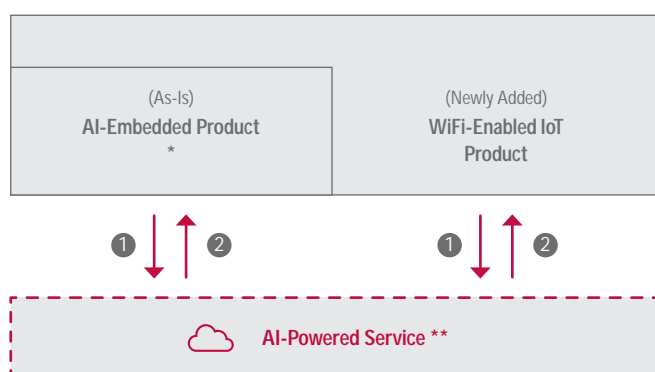 (As-Is)
AI-Embedded Product
*
(Newly Added)
WiFi-Enabled IoT
Product
1
2
1
2
AI-Powered Service **